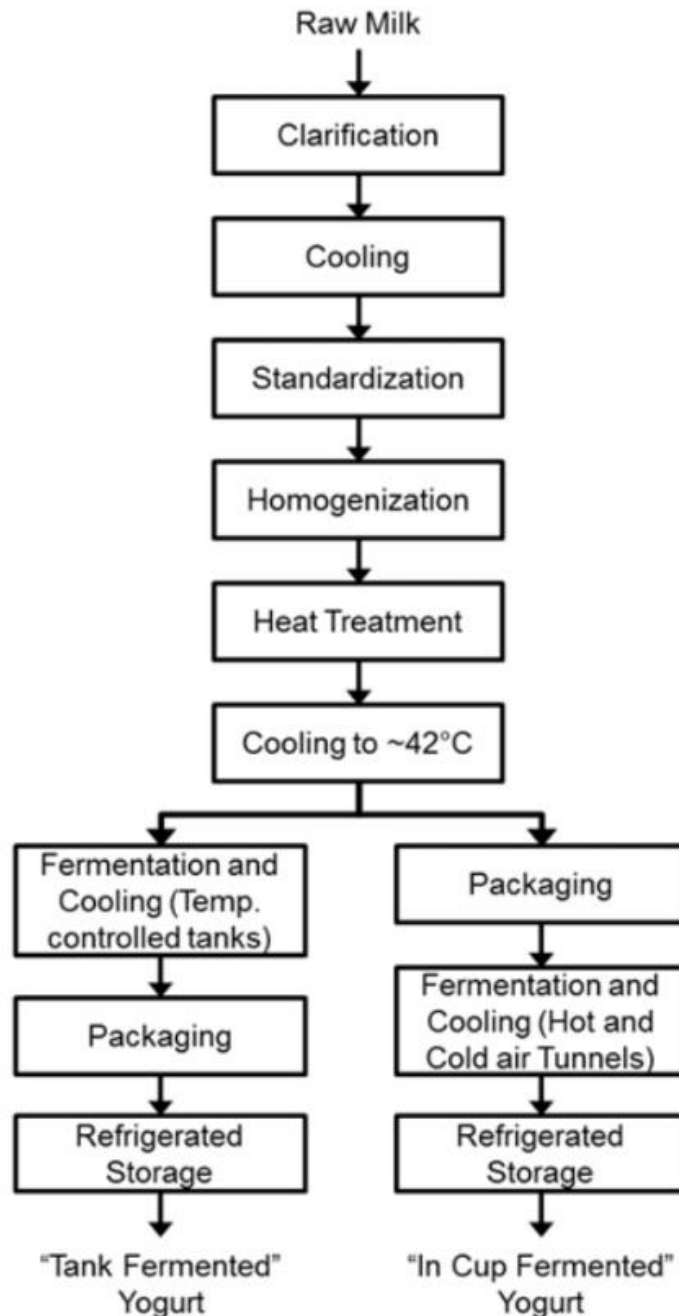 Raw Milk
Clarification
Cooling
Standardization
Homogenization
Heat Treatment
Cooling to ~42°C
Fermentation and
Cooling (Temp.
controlled tanks)
Packaging
Refrigerated
Storage
“Tank Fermented”
Yogurt
Packaging
Fermentation and
Cooling (Hot and
Cold air Tunnels)
Refrigerated
Storage
“In Cup Fermented”
Yogurt